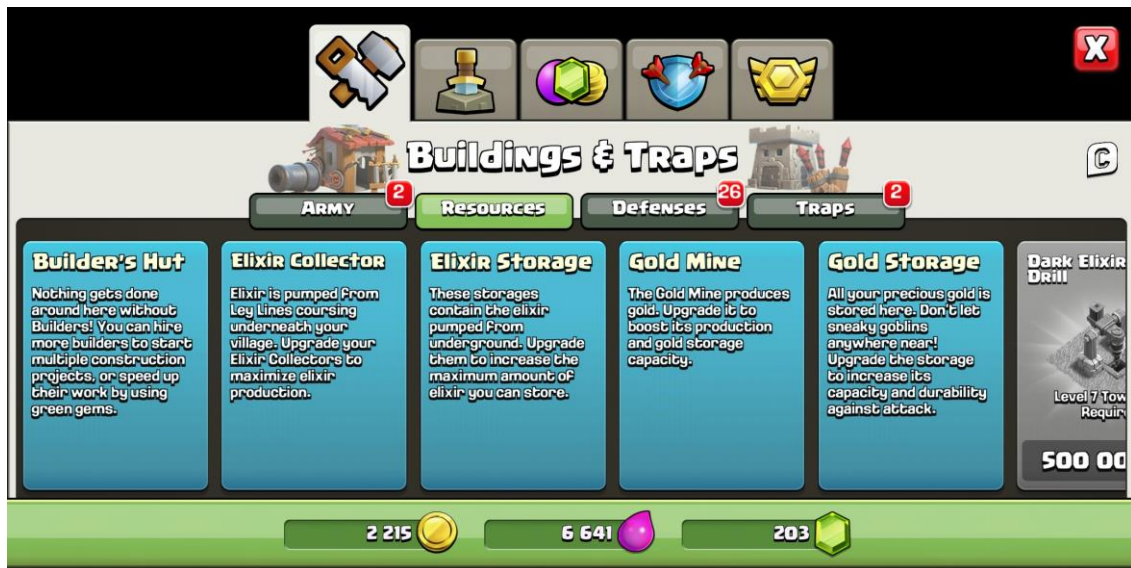 X
Buildings & Traps
C
Army
2
Resources
Defenses
26
Traps
2
Builder's Hut
Nothing gets done
around here without
Builders! You can hire
more builders to start
multiple construction
projects, or speed up
their work by using
green gems.
Elixir Collector
Elixir is pumped from
Ley Lines coursing
underneath your
village. Upgrade your
Elixir Collectors to
maximize elixir
production.
Elixir Storage
These storages
contain the elixir
pumped from
underground. Upgrade
them to increase the
maximum amount of
elixir you can store.
Gold Mine
The Gold Mine produces
gold. Upgrade it to
boost its production
and gold storage
capacity.
Gold Storage
All your precious gold is
stored here. Don't let
sneaky goblins
anywhere near!
Upgrade the storage
to increase its
capacity and durability
against attack.
Dark Elixir
Drill
Level 7
500
2 215
6 641
203